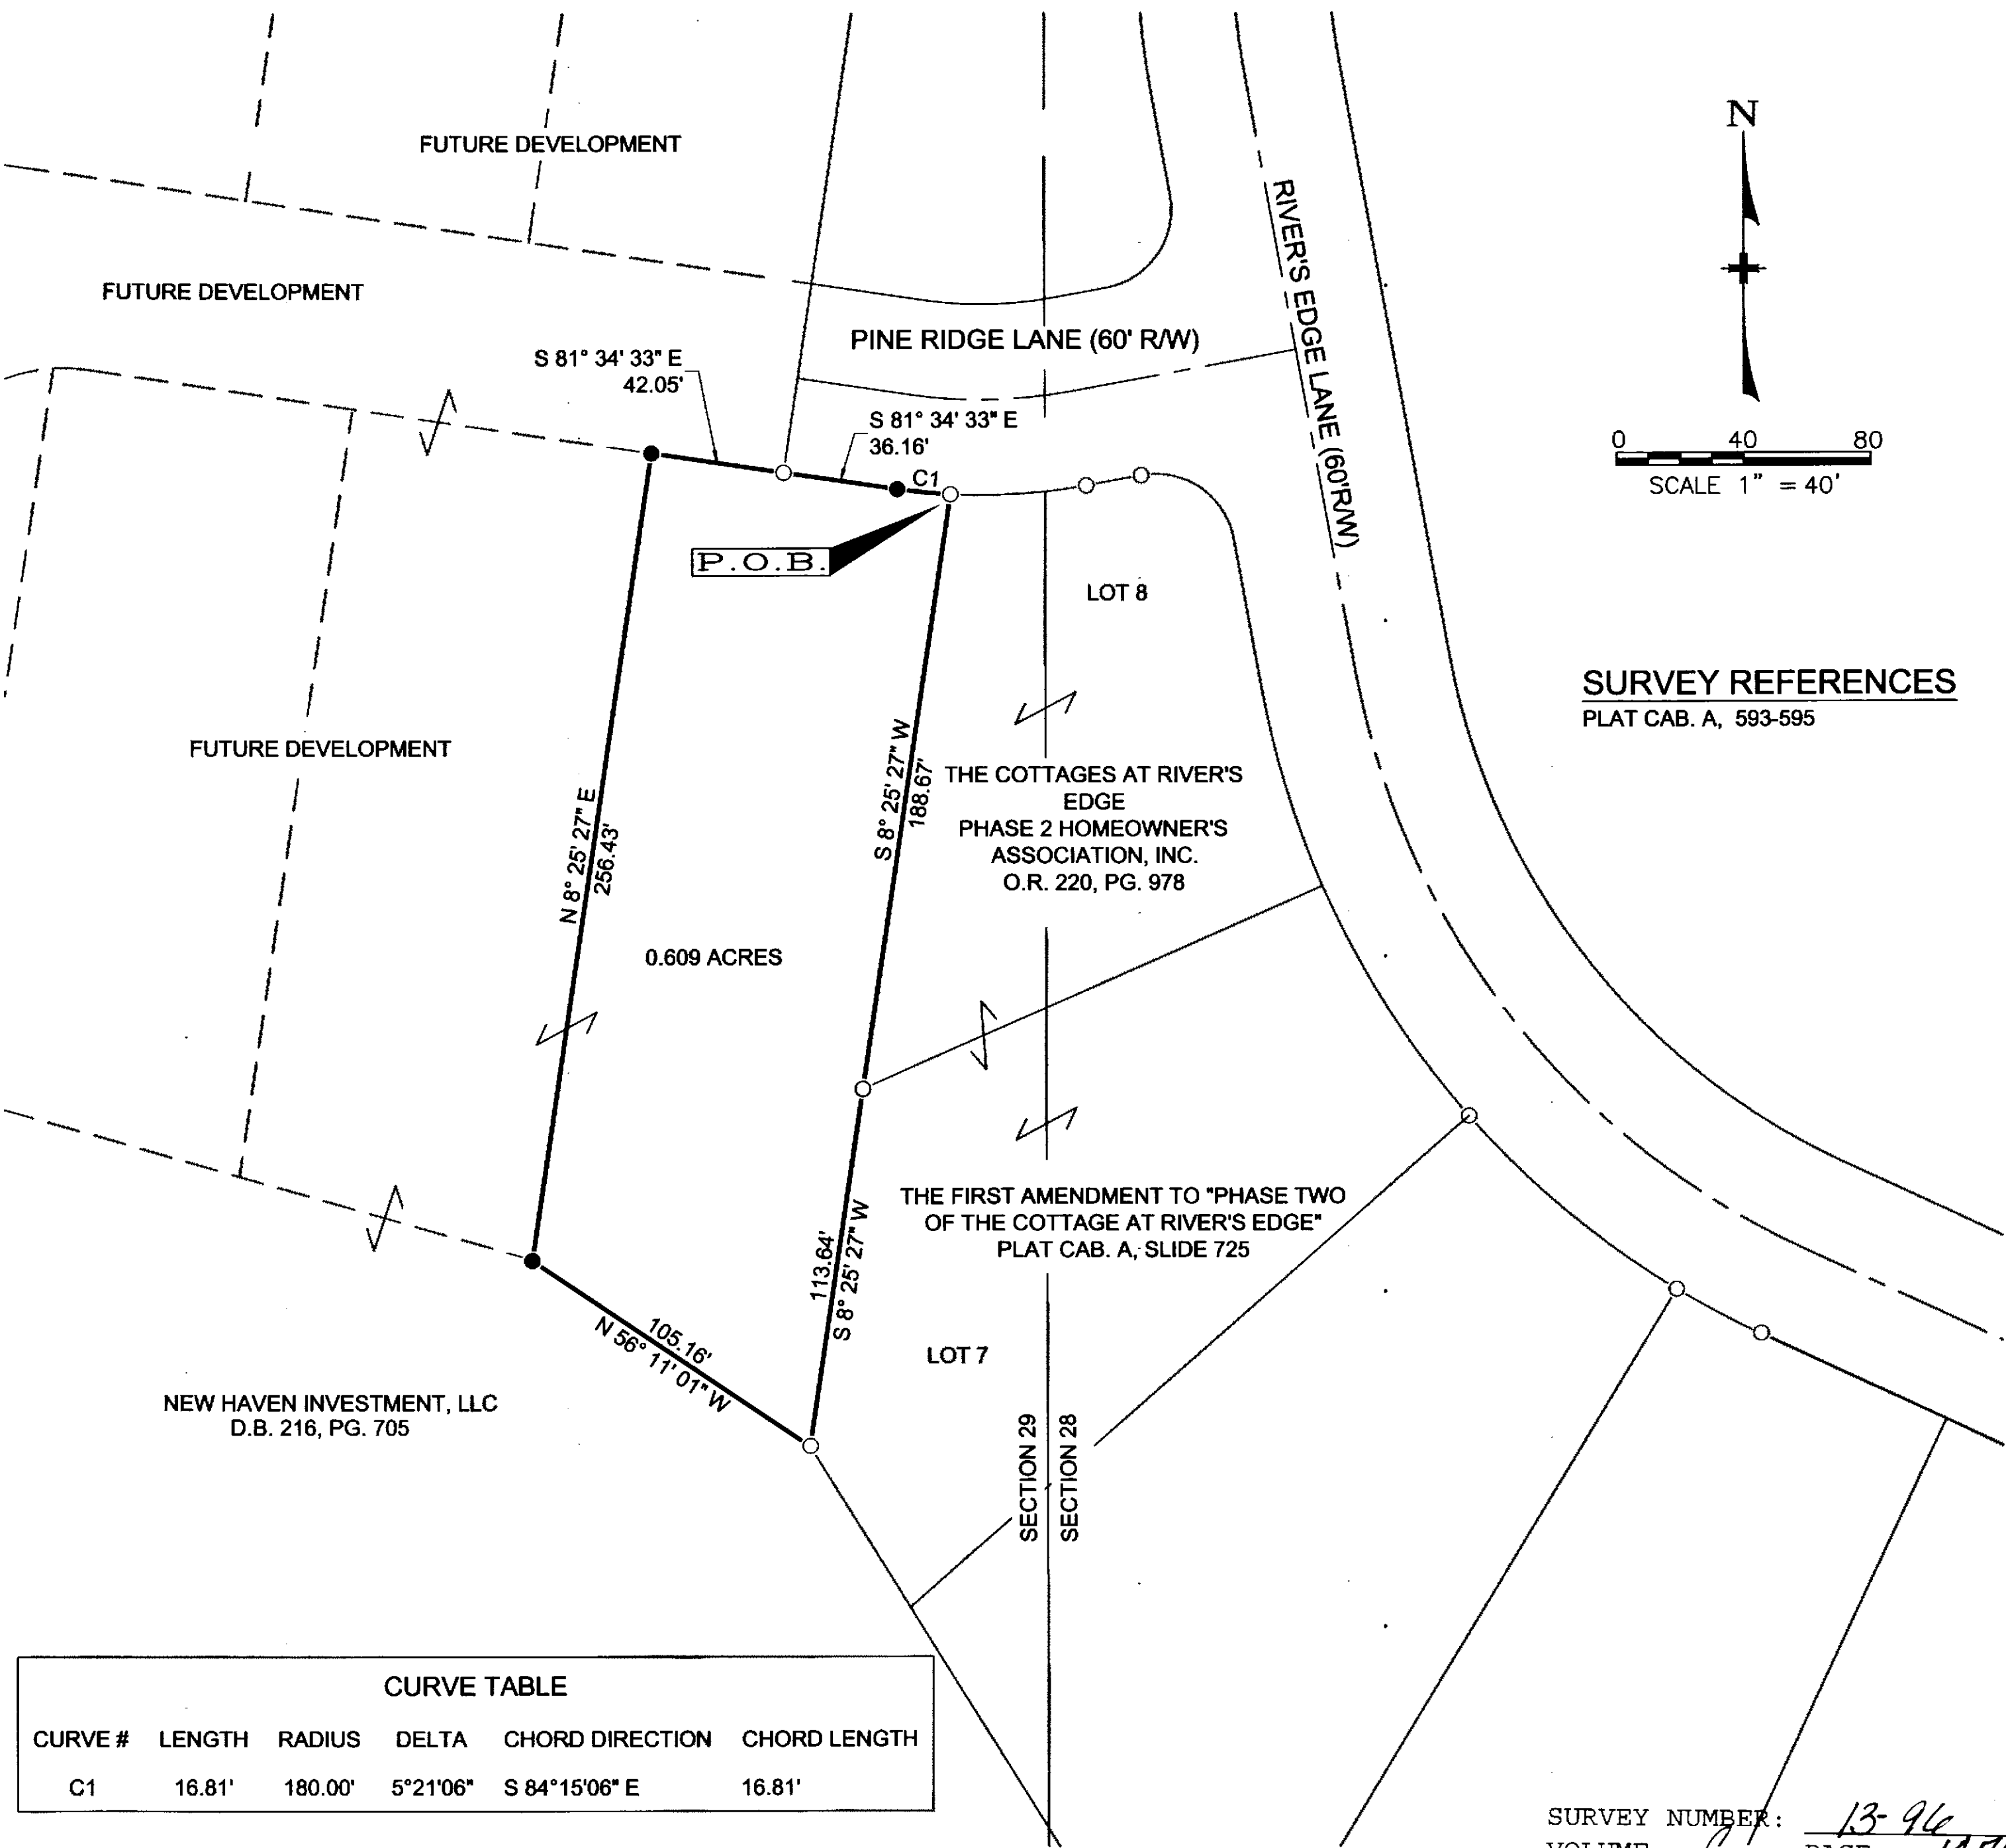 N
FUTURE DEVELOPMENT
RIVER'S EDGE LANE (60'R/W)
FUTURE DEVELOPMENT
PINE RIDGE LANE (60' R/W)
S 81° 34' 33" E
42.05'
S 81° 34' 33" E
36.16'
C1
0 40 80
SCALE 1" = 40'
P.O.B.
LOT 8
SURVEY REFERENCES
PLAT CAB. A, 593-595
FUTURE DEVELOPMENT
S 8° 25' 27" W
188.67'
THE COTTAGES AT RIVER'S
EDGE
PHASE 2 HOMEOWNER'S
ASSOCIATION, INC.
O.R. 220, PG. 978
N 8° 25' 27" E
256.43'
0.609 ACRES
THE FIRST AMENDMENT TO "PHASE TWO
OF THE COTTAGE AT RIVER'S EDGE"
PLAT CAB. A, SLIDE 725
113.64'
S 8° 25' 27" W
105.16'
N 56° 11' 01" W
LOT 7
NEW HAVEN INVESTMENT, LLC
D.B. 216, PG. 705
SECTION 29
SECTION 28
CURVE TABLE
CURVE # LENGTH RADIUS DELTA CHORD DIRECTION CHORD LENGTH
C1 16.81' 180.00' 5°21'06" S 84°15'06" E 16.81'
SURVEY NUMBER: 13-96